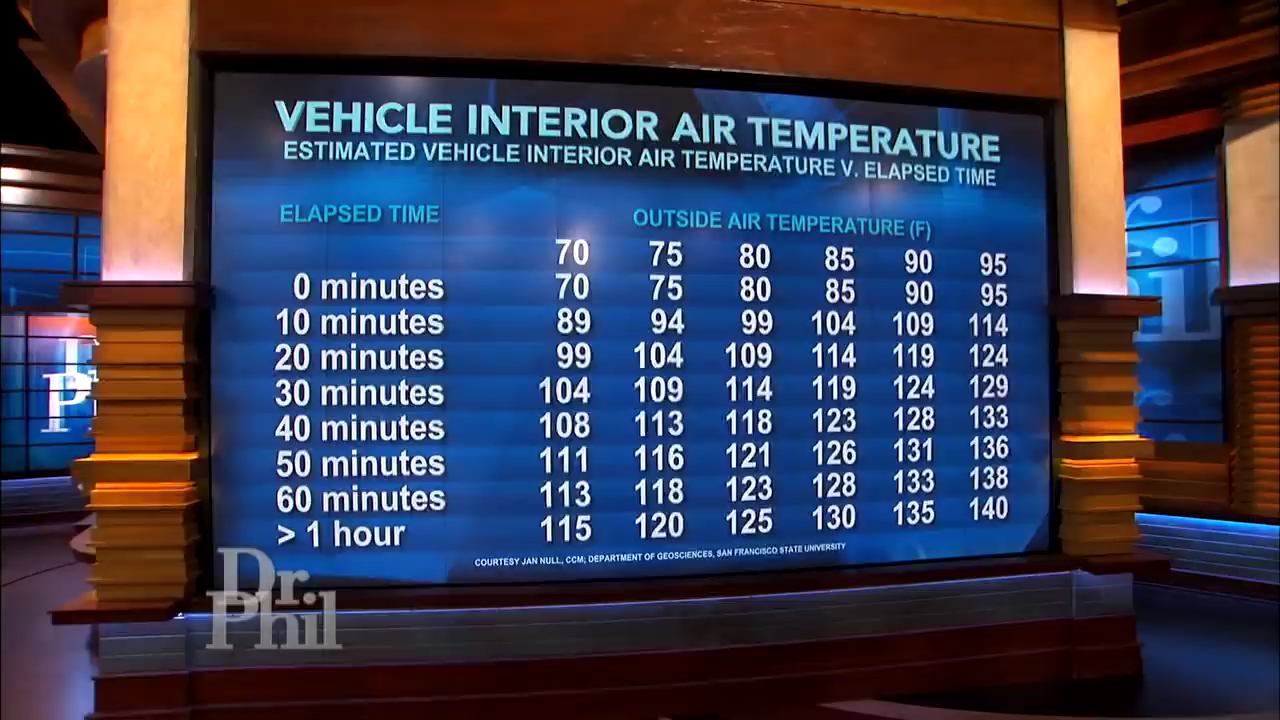 VEHICLE INTERIOR AIR TEMPERATURE
ESTIMATED VEHICLE INTERIOR AIR TEMPERATURE V. ELAPSED TIME
ELAPSED TIME OUTSIDE AIR TEMPERATURE (F)
70 75 80 85 90 95
0 minutes 70 75 80 85 90 95
10 minutes 89 94 99 104 109 114
20 minutes 99 104 109 114 119 124
30 minutes 104 109 114 119 124 129
40 minutes 108 113 118 123 128 133
50 minutes 111 116 121 126 131 136
60 minutes 113 118 123 128 133 138
> 1 hour 115 120 125 130 135 140
COURTESY JAN NULL, CCM; DEPARTMENT OF GEOSCIENCES, SAN FRANCISCO STATE UNIVERSITY
Dr.
Phil